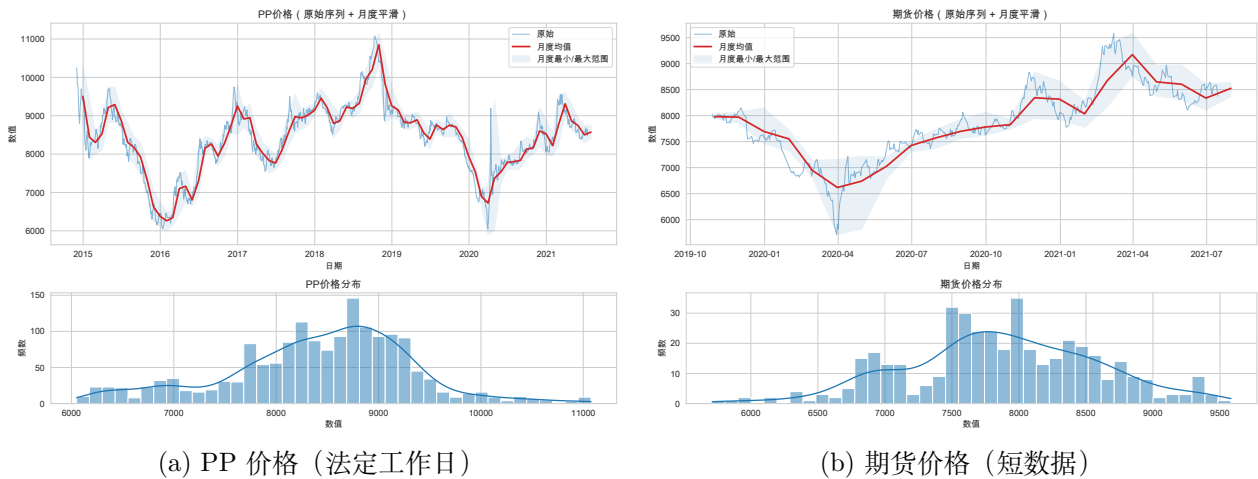 PP价格（原始序列 + 月度平滑）
原始
月度均值
月度最小/最大范围
数值
11000
10000
9000
8000
7000
6000
2015 2016 2017 2018 2019 2020 2021
日期
PP价格分布
频数
150
100
50
0
6000 7000 8000 9000 10000 11000
数值
(a) PP 价格（法定工作日）
期货价格（原始序列 + 月度平滑）
原始
月度均值
月度最小/最大范围
数值
9500
9000
8500
8000
7500
7000
6500
6000
2019-10 2020-01 2020-04 2020-07 2020-10 2021-01 2021-04 2021-07
日期
期货价格分布
频数
30
20
10
0
6000 6500 7000 7500 8000 8500 9000 9500
数值
(b) 期货价格（短数据）